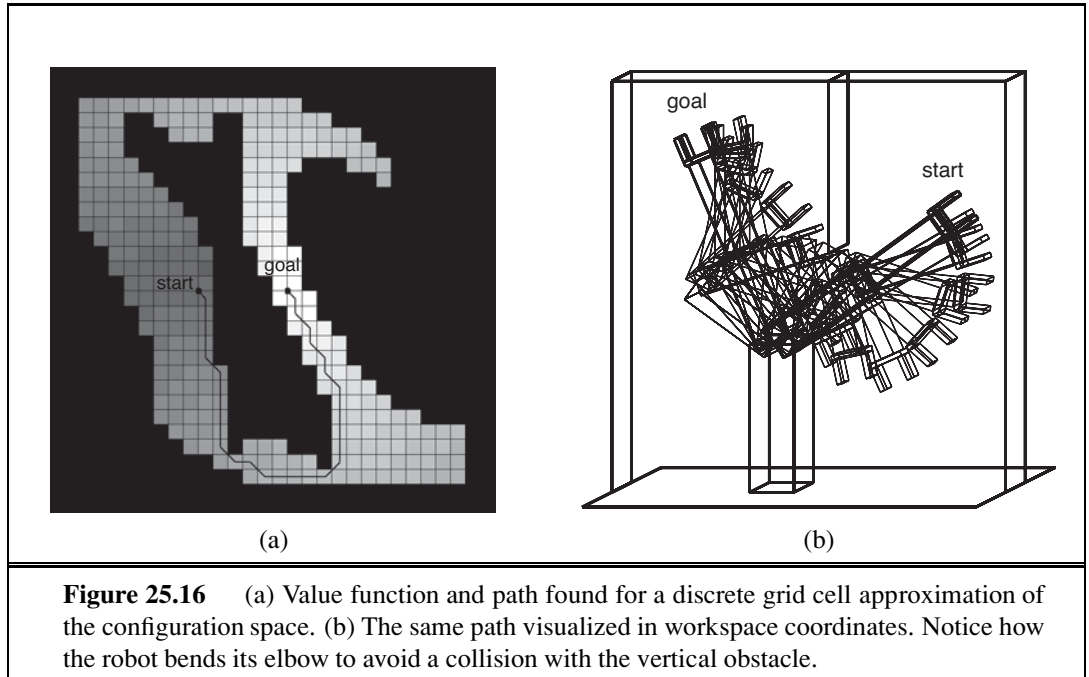 goal
start
goal
start
(a)
(b)
Figure 25.16 (a) Value function and path found for a discrete grid cell approximation of
the configuration space. (b) The same path visualized in workspace coordinates. Notice how
the robot bends its elbow to avoid a collision with the vertical obstacle.